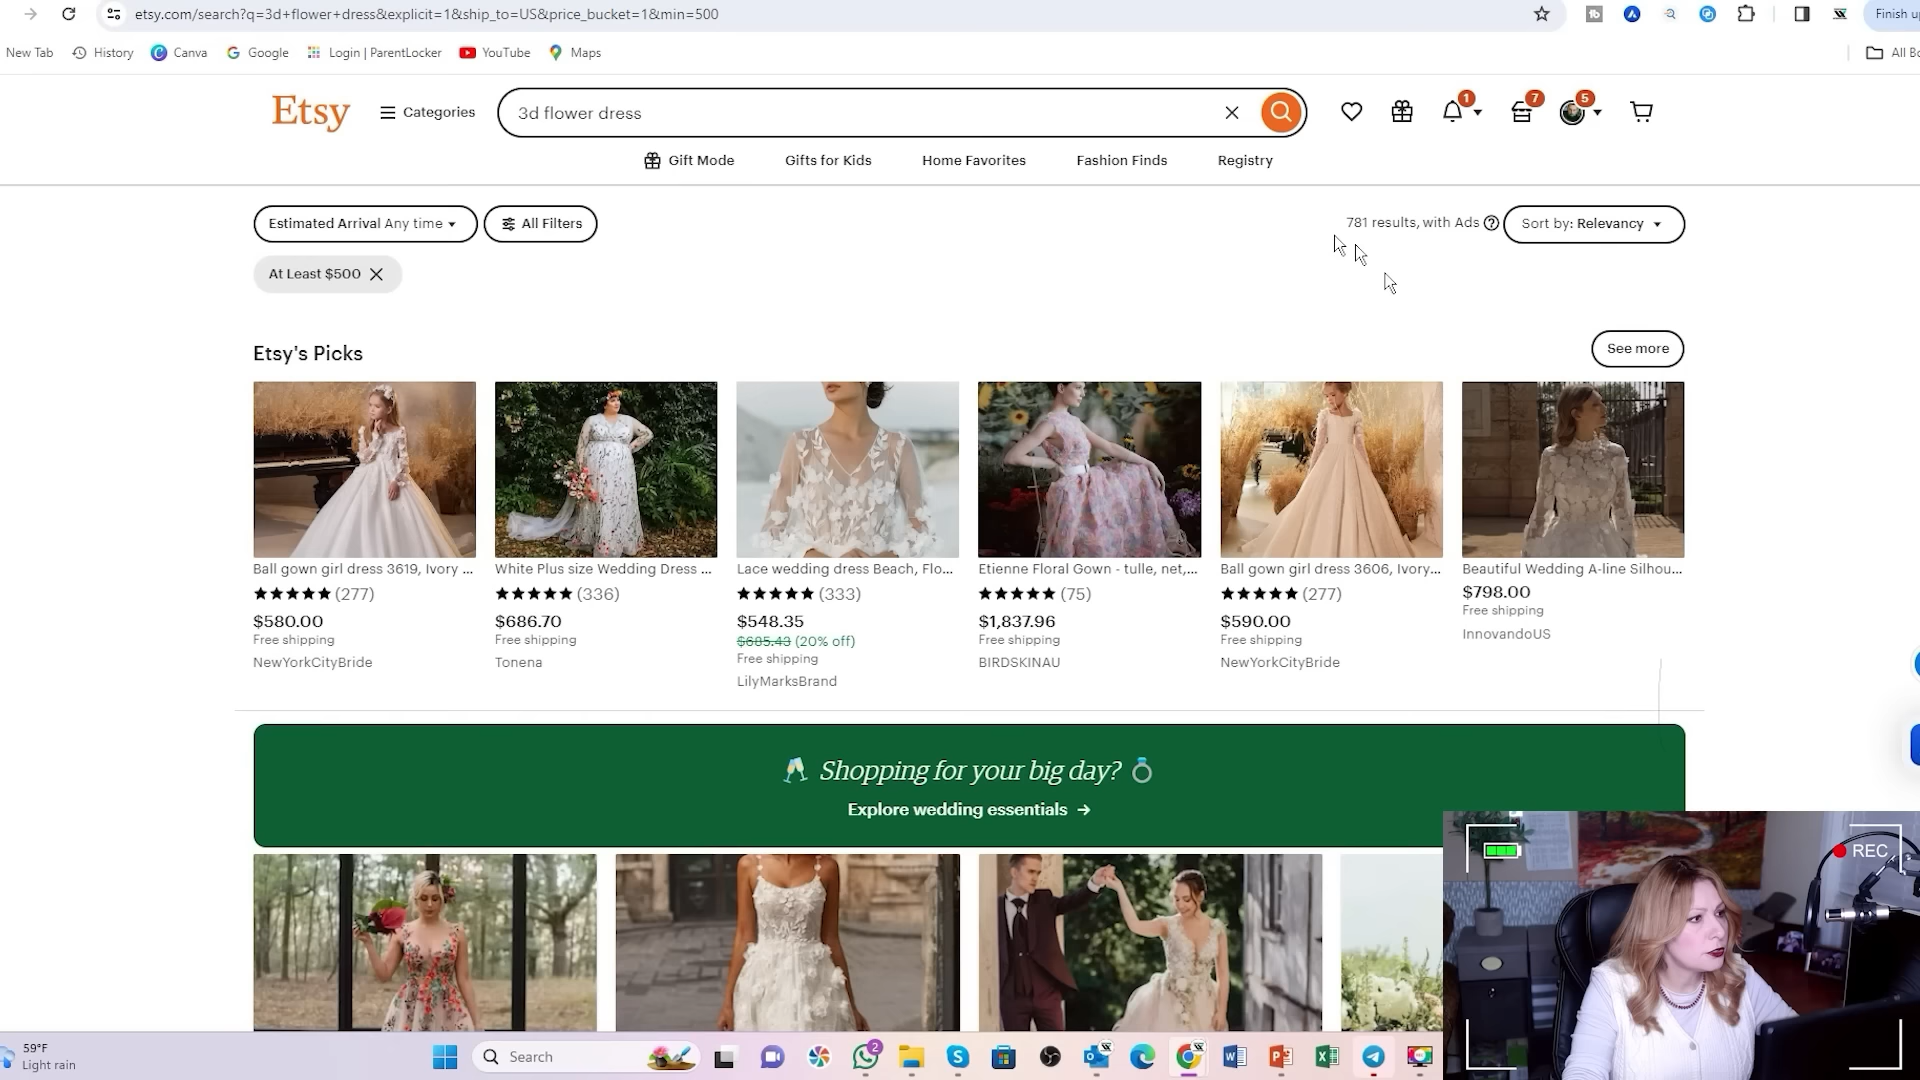 etsy.com/search?q=3d+flower+dress&explicit=1&ship_to=US&price_bucket=1&min=500
Finish u
New Tab
History
Canva
Google
Login | ParentLocker
YouTube
Maps
All Bo
Etsy
Categories
3d flower dress
1
7
5
Gift Mode
Gifts for Kids
Home Favorites
Fashion Finds
Registry
Estimated Arrival Any time
All Filters
781 results, with Ads
Sort by: Relevancy
At Least $500
Etsy's Picks
See more
Ball gown girl dress 3619, Ivory ...
(277)
$580.00
Free shipping
NewYorkCityBride
White Plus size Wedding Dress ...
(336)
$686.70
Free shipping
Tonena
Lace wedding dress Beach, Flo...
(333)
$548.35
$685.43 (20% off)
Free shipping
LilyMarksBrand
Etienne Floral Gown - tulle, net,...
(75)
$1,837.96
Free shipping
BIRDSKINAU
Ball gown girl dress 3606, Ivory...
(277)
$590.00
Free shipping
NewYorkCityBride
Beautiful Wedding A-line Silhou...
$798.00
Free shipping
InnovandoUS
Shopping for your big day?
Explore wedding essentials →
REC
59°F
Light rain
Search
2